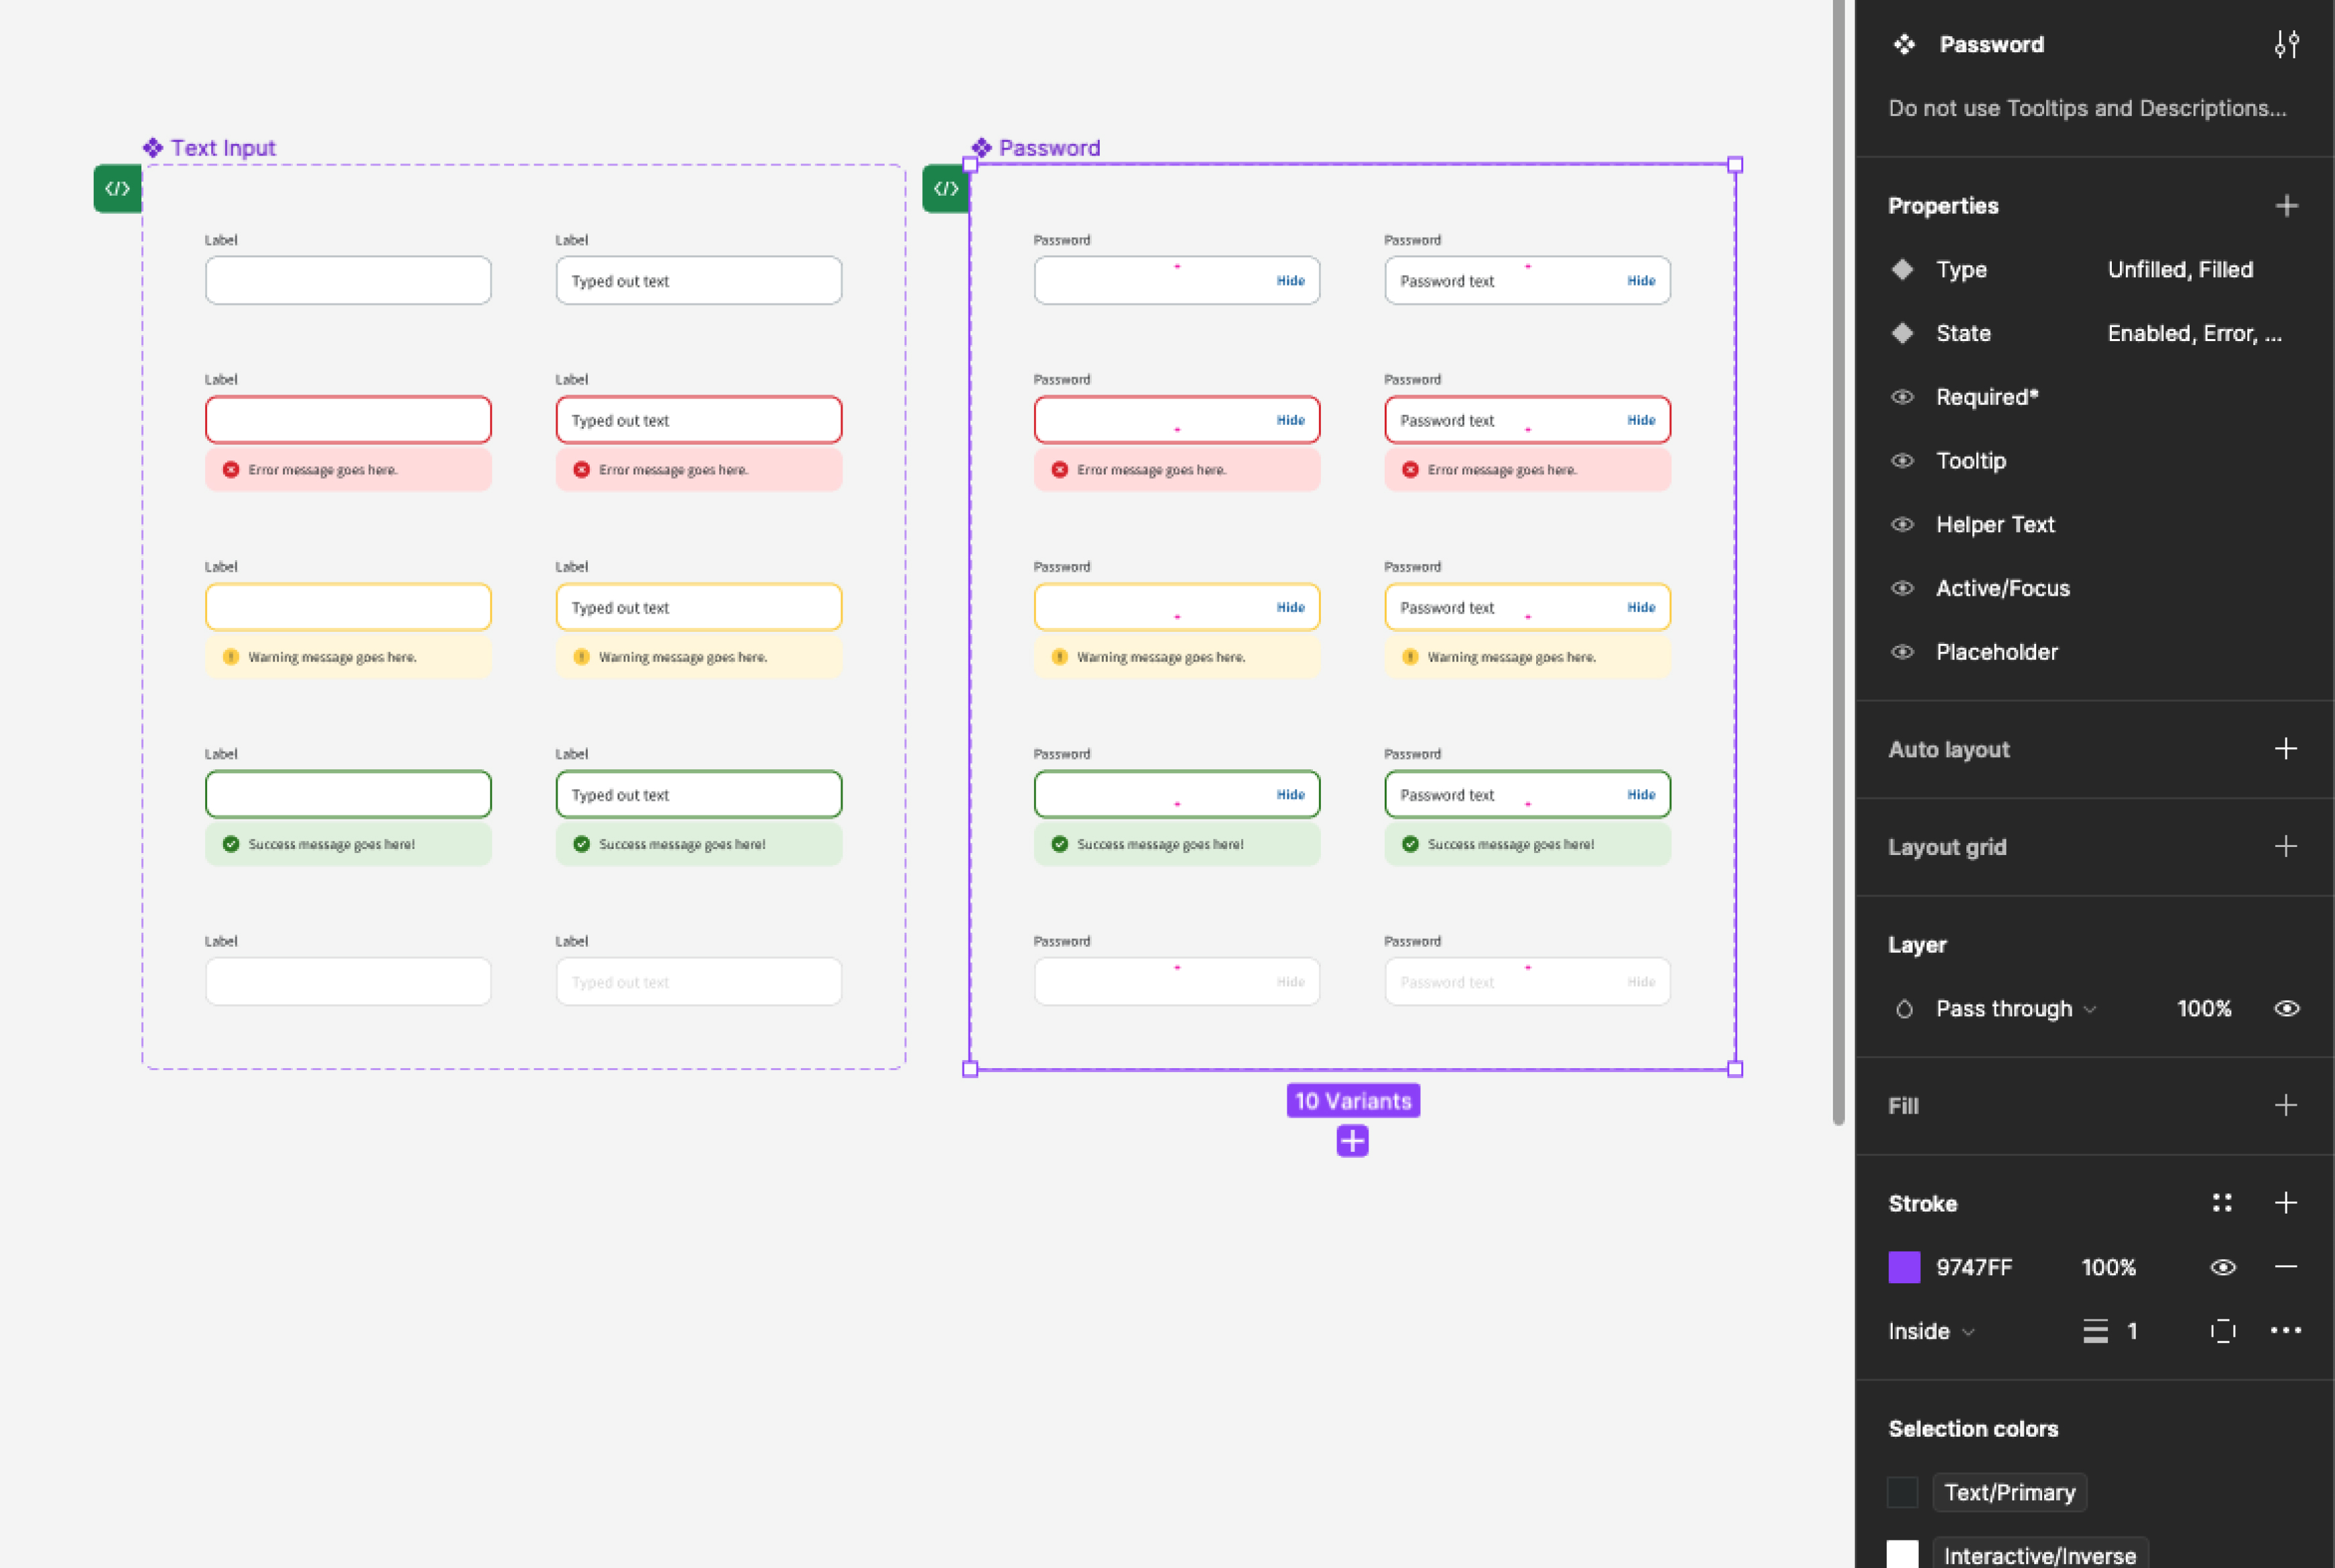 Text Input
Label
Label
Typed out text
Label
Label
Typed out text
Error message goes here.
Error message goes here.
Label
Label
Typed out text
Warning message goes here.
Warning message goes here.
Label
Label
Typed out text
Success message goes here!
Success message goes here!
Label
Label
Typed out text
Password
Password
Password
Hide
Password text
Hide
Password
Password
Hide
Password text
Hide
Error message goes here.
Error message goes here.
Password
Password
Hide
Password text
Hide
Warning message goes here.
Warning message goes here.
Password
Password
Hide
Password text
Hide
Success message goes here!
Success message goes here!
Password
Password
Hide
Password text
Hide
10 Variants
Password
Do not use Tooltips and Descriptions...
Properties
Type Unfilled, Filled
State Enabled, Error, ...
Required*
Tooltip
Helper Text
Active/Focus
Placeholder
Auto layout
Layout grid
Layer
Pass through 100%
Fill
Stroke
9747FF 100%
Inside 1
Selection colors
Text/Primary
Interactive/Inverse